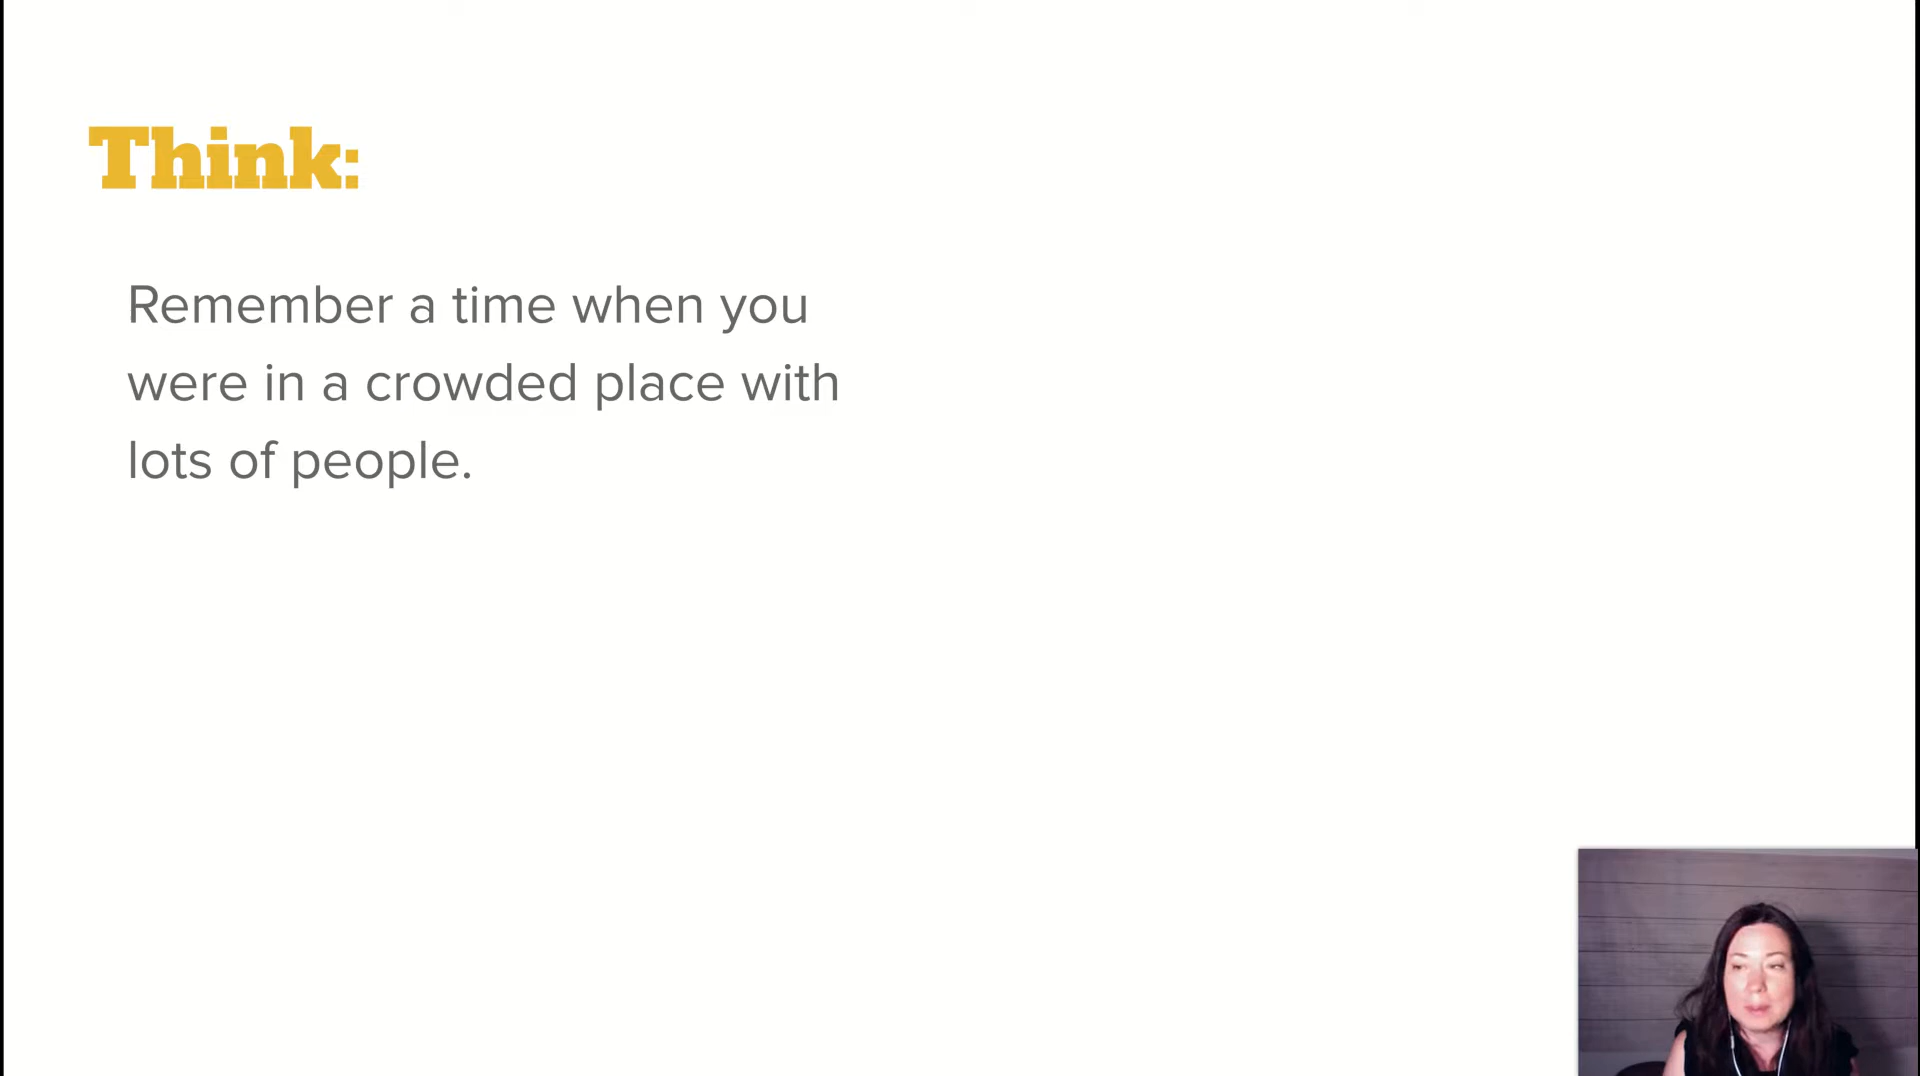 Think:
Remember a time when you
were in a crowded place with
lots of people.